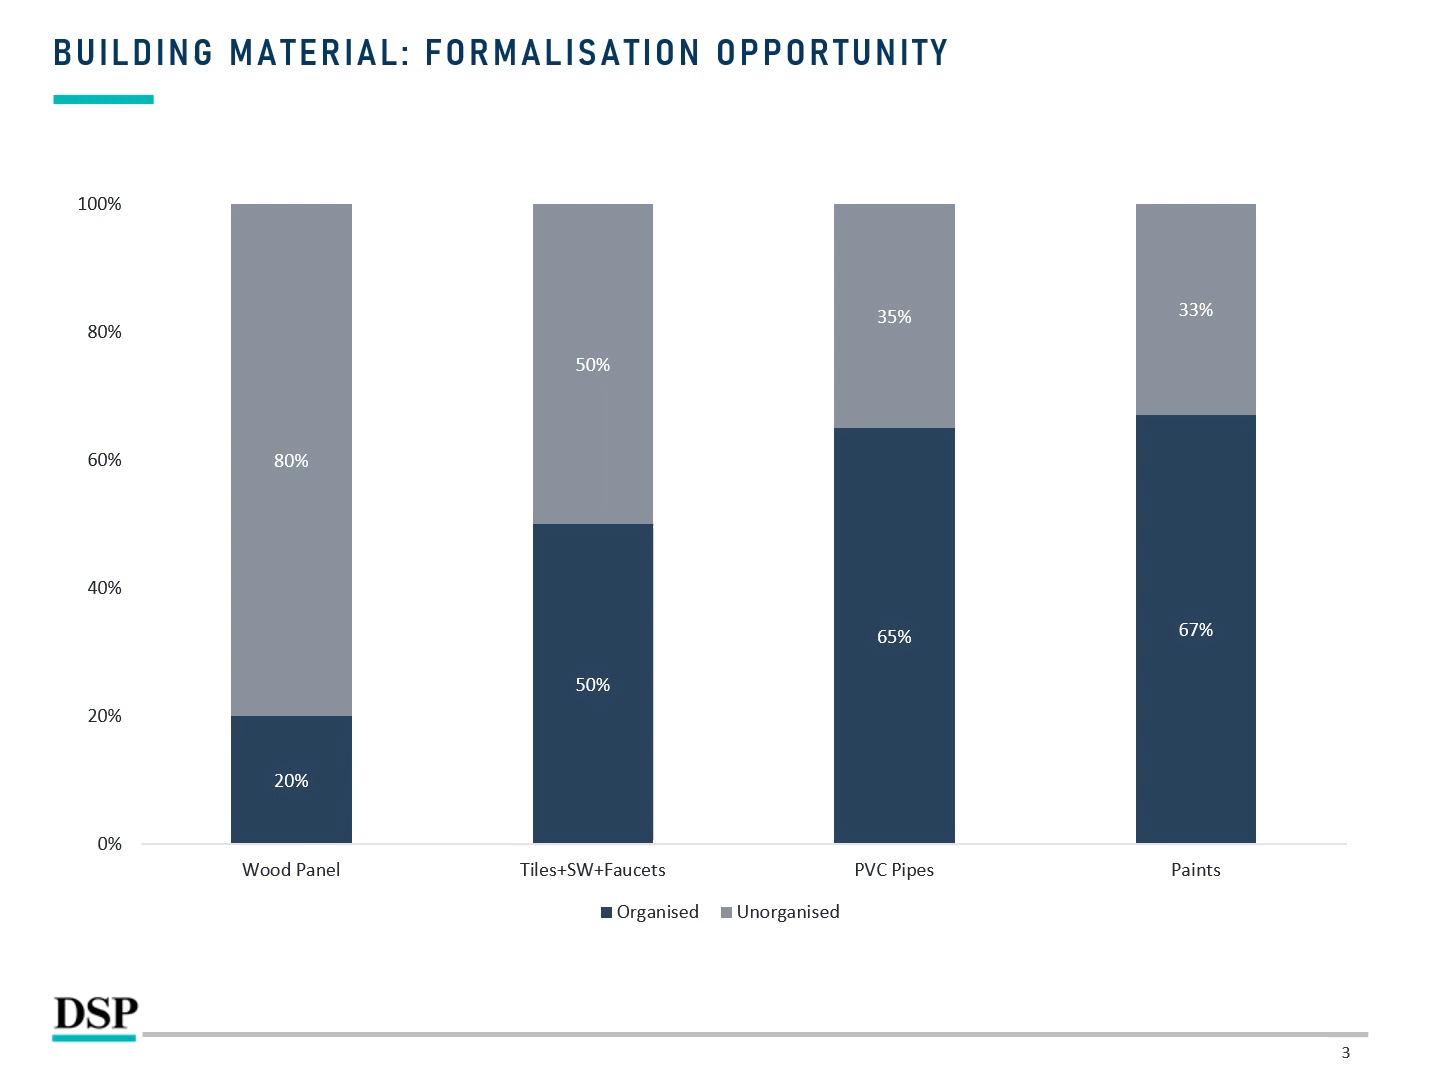 BUILDING MATERIAL: FORMALISATION OPPORTUNITY
100%
80%
60%
40%
20%
0%
80%
20%
50%
50%
35%
65%
33%
67%
Wood Panel
Tiles+SW+Faucets
PVC Pipes
Paints
Organised
Unorganised
DSP
3